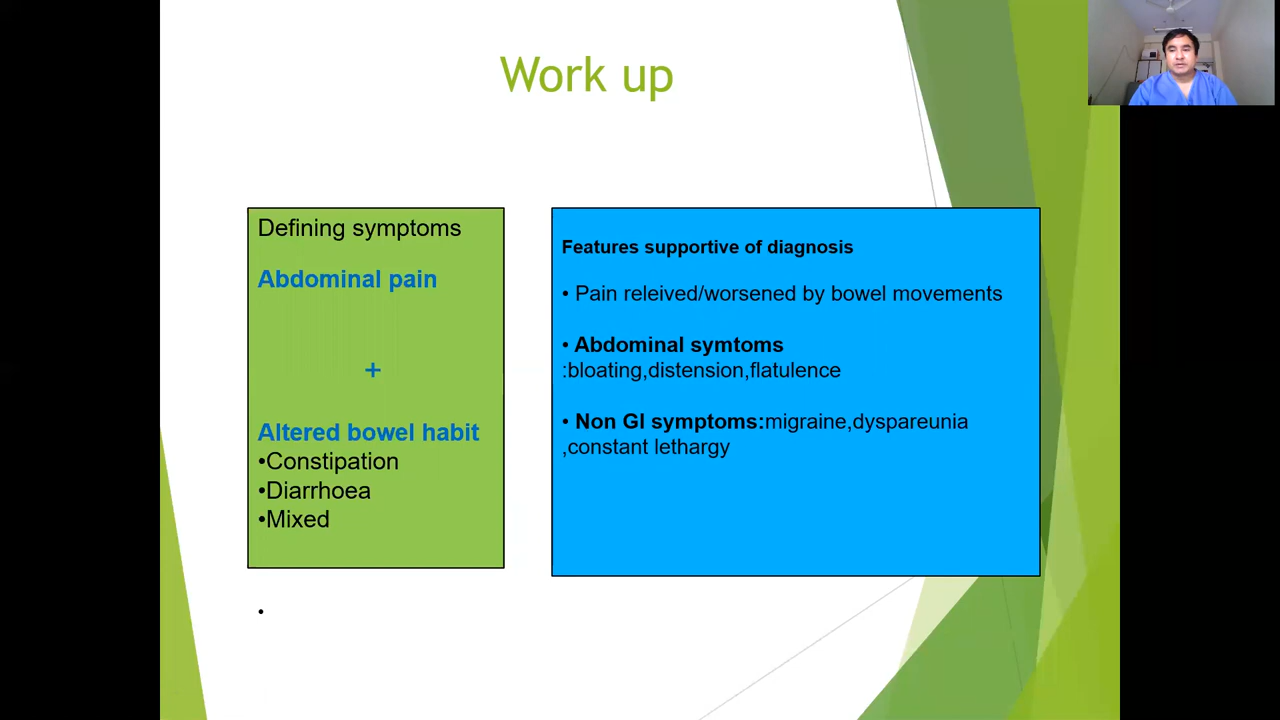 Work up
Defining symptoms
Abdominal pain
+
Altered bowel habit
•Constipation
•Diarrhoea
•Mixed
•
Features supportive of diagnosis
• Pain releived/worsened by bowel movements
• Abdominal symtoms
:bloating,distension,flatulence
• Non GI symptoms:migraine,dyspareunia
,constant lethargy